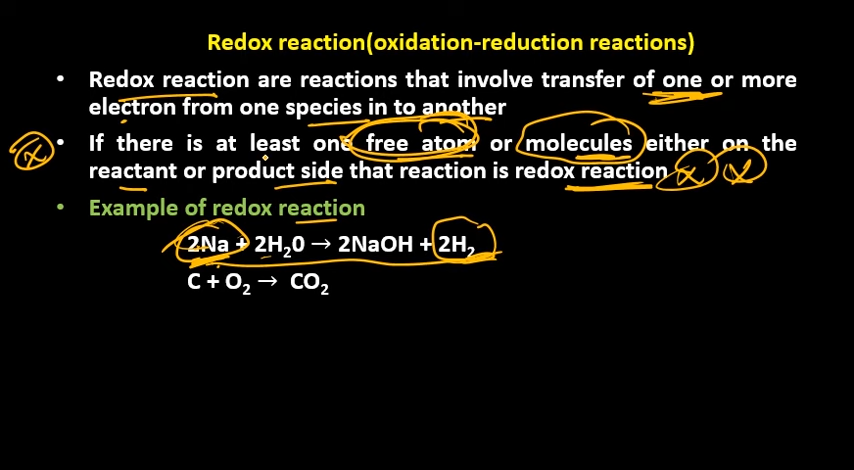 Redox reaction(oxidation-reduction reactions)
• Redox reaction are reactions that involve transfer of one or more
electron from one species in to another
• If there is at least one free atom or molecules either on the
reactant or product side that reaction is redox reaction
• Example of redox reaction
2Na + 2H₂0 → 2NaOH + 2H₂
C + O₂ → CO₂